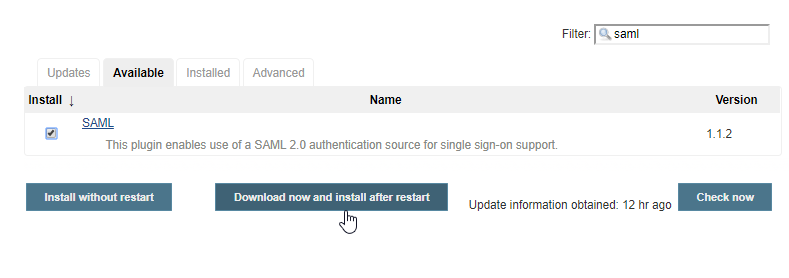 Filter: saml
Updates Available Installed Advanced
Install ↓ Name Version
SAML
This plugin enables use of a SAML 2.0 authentication source for single sign-on support.
1.1.2
Install without restart Download now and install after restart Update information obtained: 12 hr ago Check now